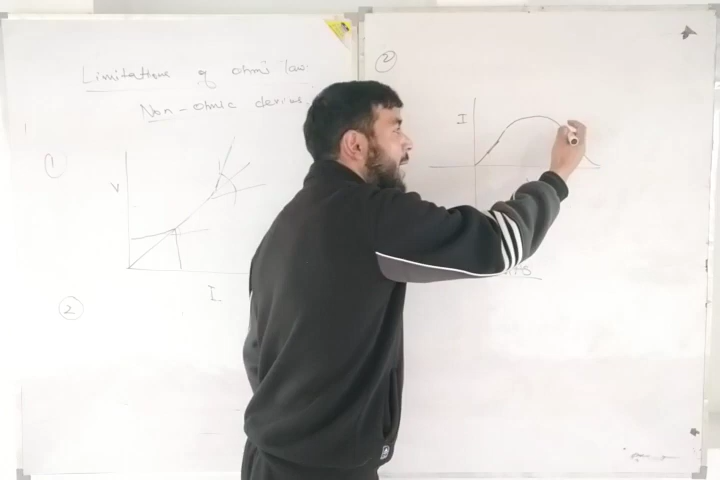 Limitations of ohm's law.
Non-ohmic devices.
①
V
I
2
②
I